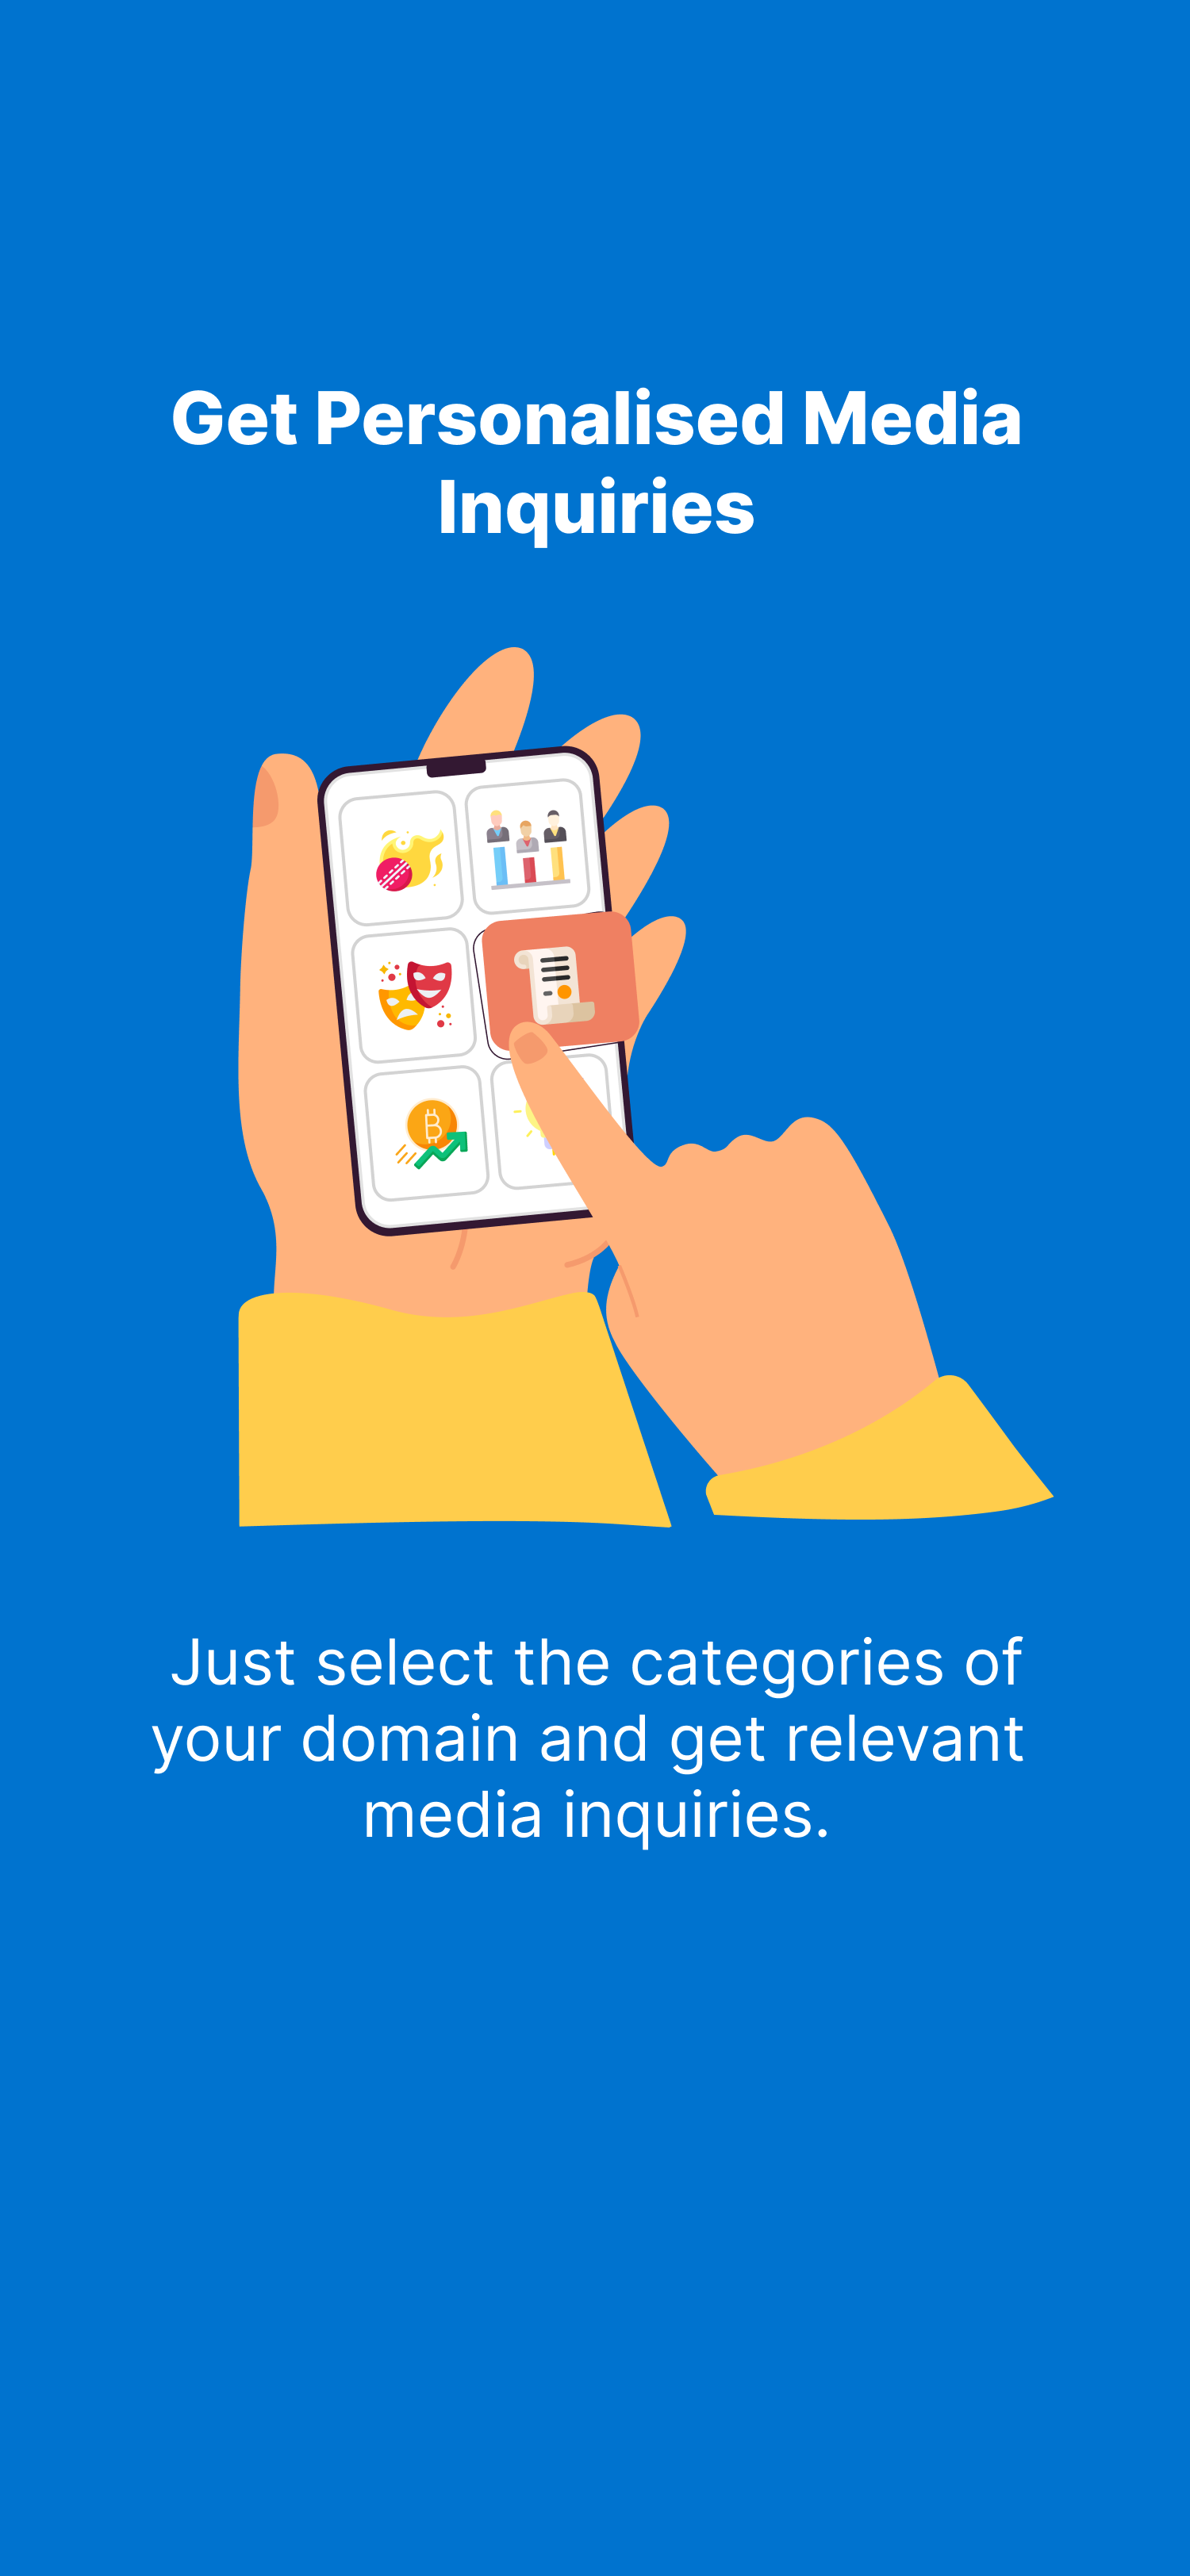 Get Personalised Media
Inquiries
Just select the categories of
your domain and get relevant
media inquiries.